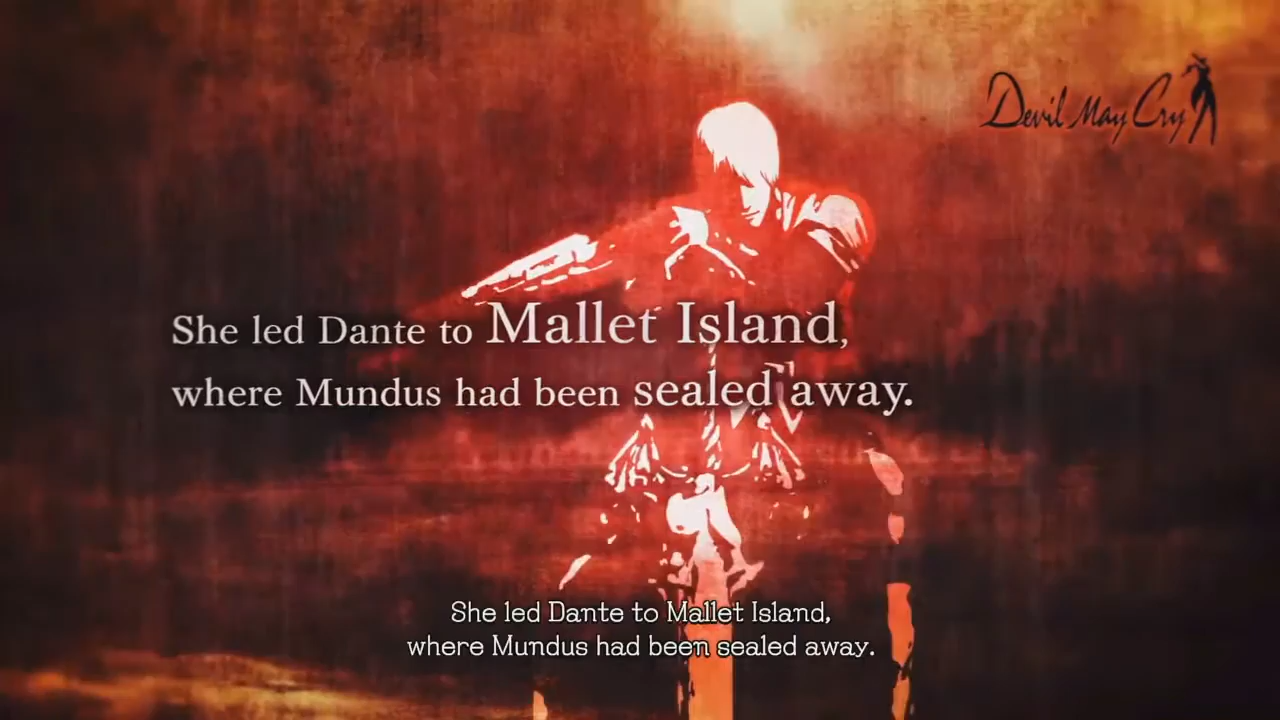 Devil May Cry
She led Dante to Mallet Island,
where Mundus had been sealed away.
She led Dante to Mallet Island,
where Mundus had been sealed away.